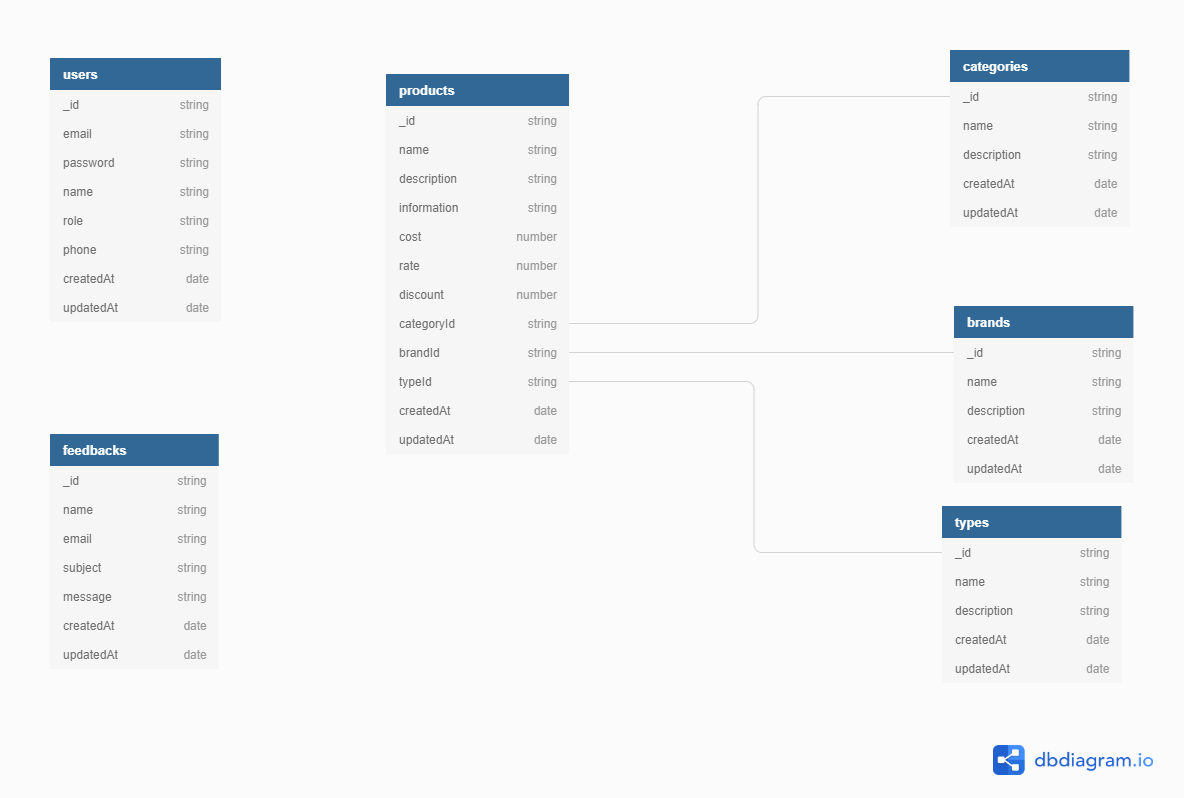 users
_id string
email string
password string
name string
role string
phone string
createdAt date
updatedAt date
feedbacks
_id string
name string
email string
subject string
message string
createdAt date
updatedAt date
products
_id string
name string
description string
information string
cost number
rate number
discount number
categoryId string
brandId string
typeId string
createdAt date
updatedAt date
categories
_id string
name string
description string
createdAt date
updatedAt date
brands
_id string
name string
description string
createdAt date
updatedAt date
types
_id string
name string
description string
createdAt date
updatedAt date
dbdiagram.io